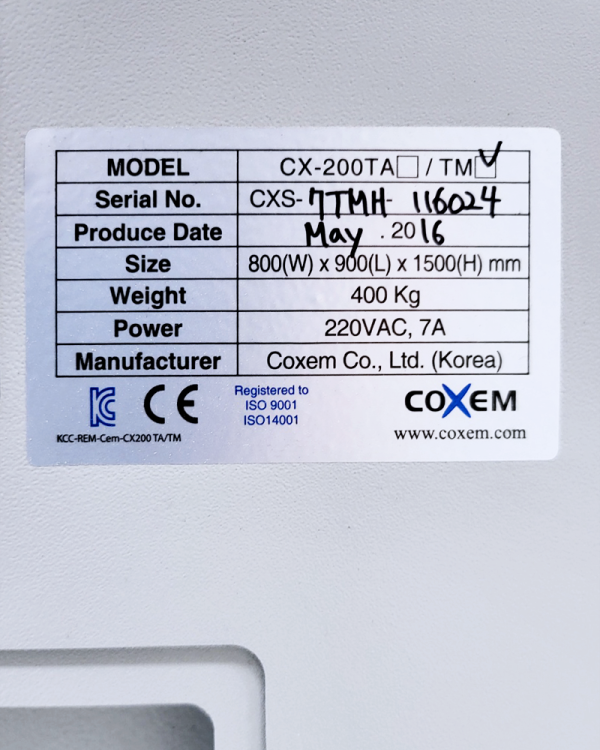 MODEL CX-200TA☐ / TM☑
Serial No. CXS-7TMH-116024
Produce Date May . 2016
Size 800(W) x 900(L) x 1500(H) mm
Weight 400 Kg
Power 220VAC, 7A
Manufacturer Coxem Co., Ltd. (Korea)
KC CE
KCC-REM-Cem-CX200 TA/TM
Registered to
ISO 9001
ISO14001
COXEM
www.coxem.com